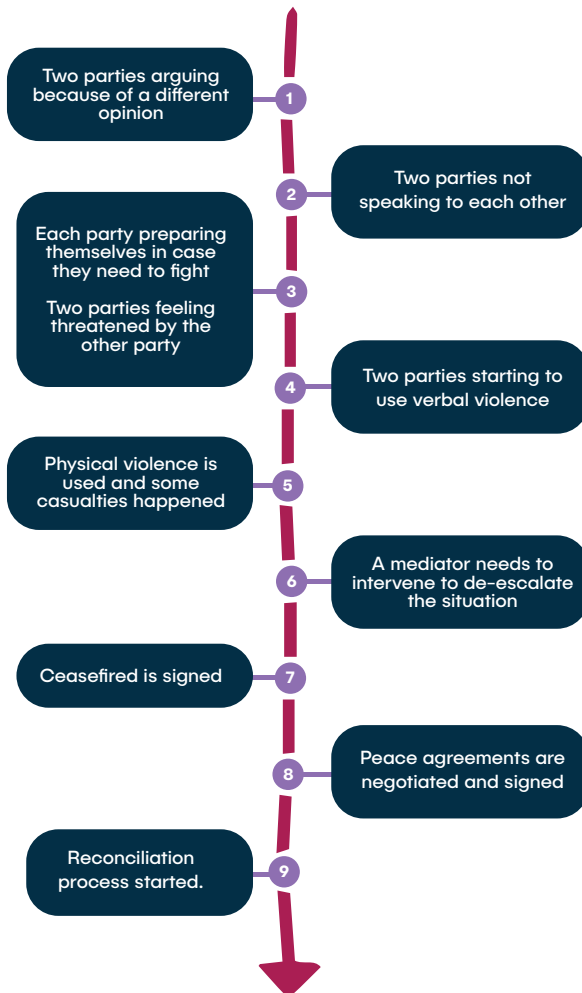 Two parties arguing
because of a different
opinion
1
2
Two parties not
speaking to each other
Each party preparing
themselves in case
they need to fight
Two parties feeling
threatened by the
other party
3
4
Two parties starting to
use verbal violence
Physical violence is
used and some
casualties happened
5
6
A mediator needs to
intervene to de-escalate
the situation
Ceasefired is signed
7
8
Peace agreements are
negotiated and signed
Reconciliation
process started.
9